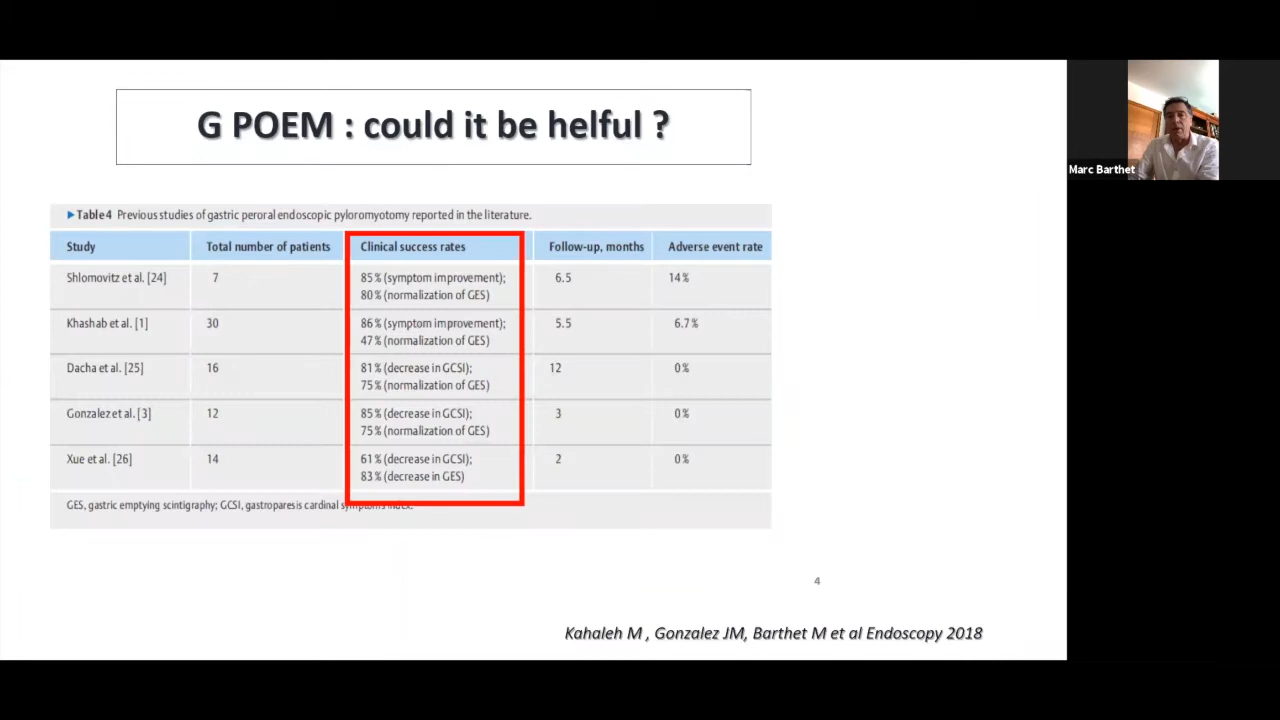 G POEM : could it be helful ?
Marc Barthet
▶Table 4 Previous studies of gastric peroral endoscopic pyloromyotomy reported in the literature.
Study Total number of patients Clinical success rates Follow-up, months Adverse event rate
Shlomovitz et al. [24] 7 85% (symptom improvement); 6.5 14%
80% (normalization of GES)
Khashab et al. [1] 30 86% (symptom improvement); 5.5 6.7%
47% (normalization of GES)
Dacha et al. [25] 16 81% (decrease in GCSI); 12 0%
75% (normalization of GES)
Gonzalez et al. [3] 12 85% (decrease in GCSI); 3 0%
75% (normalization of GES)
Xue et al. [26] 14 61% (decrease in GCSI); 2 0%
83% (decrease in GES)
GES, gastric emptying scintigraphy; GCSI, gastroparesis cardinal symptoms index.
4
Kahaleh M , Gonzalez JM, Barthet M et al Endoscopy 2018